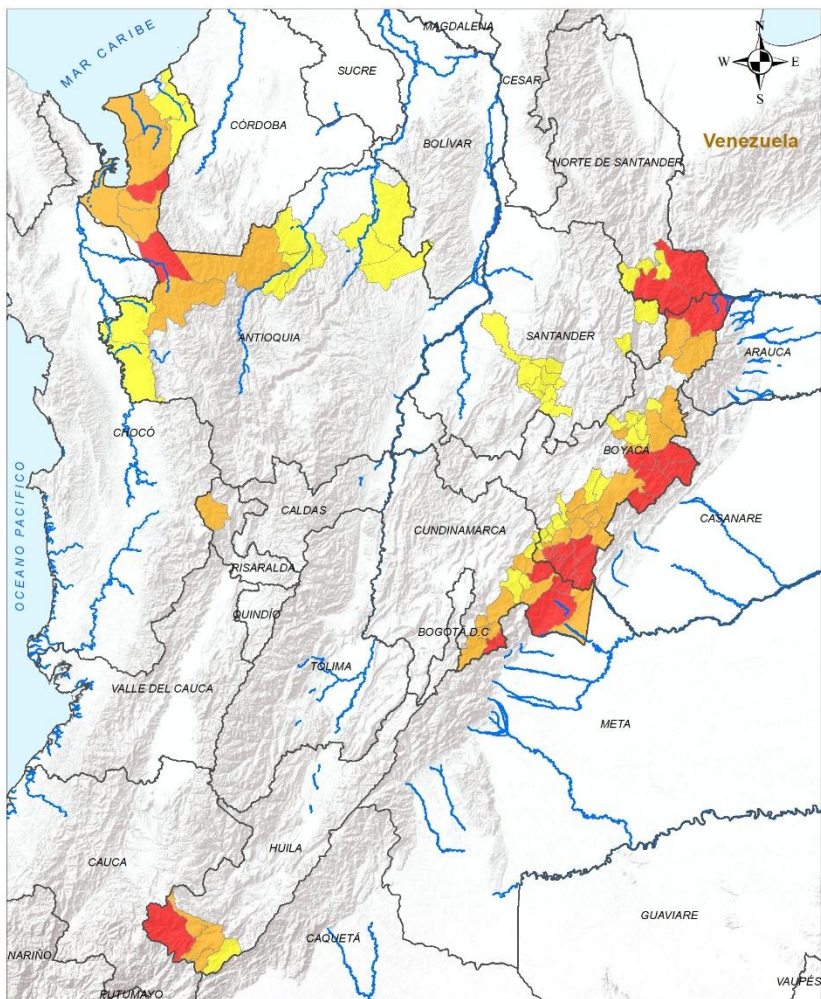 MAGDALENA
MAR CARIBE
SUCRE
CESAR
N
W E
S
CÓRDOBA
BOLÍVAR
Venezuela
NORTE DE SANTANDER
ANTIOQUIA
SANTANDER
ARAUCA
CHOCÓ
BOYACÁ
OCEANO PACIFICO
CALDAS
CUNDINAMARCA
CASANARE
RISARALDA
QUINDÍO
BOGOTÁ D.C
TOLIMA
VALLE DEL CAUCA
META
CAUCA
HUILA
GUAVIARE
NARIÑO
CAQUETÁ
PUTUMAYO
VAUPÉS